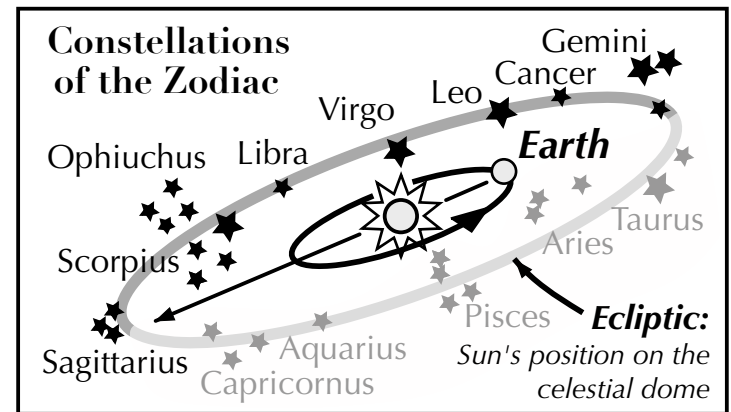 Constellations
of the Zodiac
Gemini
Cancer
Leo
Virgo
Earth
Ophiuchus
Libra
Taurus
Aries
Scorpius
Pisces
Ecliptic:
Sun's position on the
celestial dome
Aquarius
Sagittarius
Capricornus